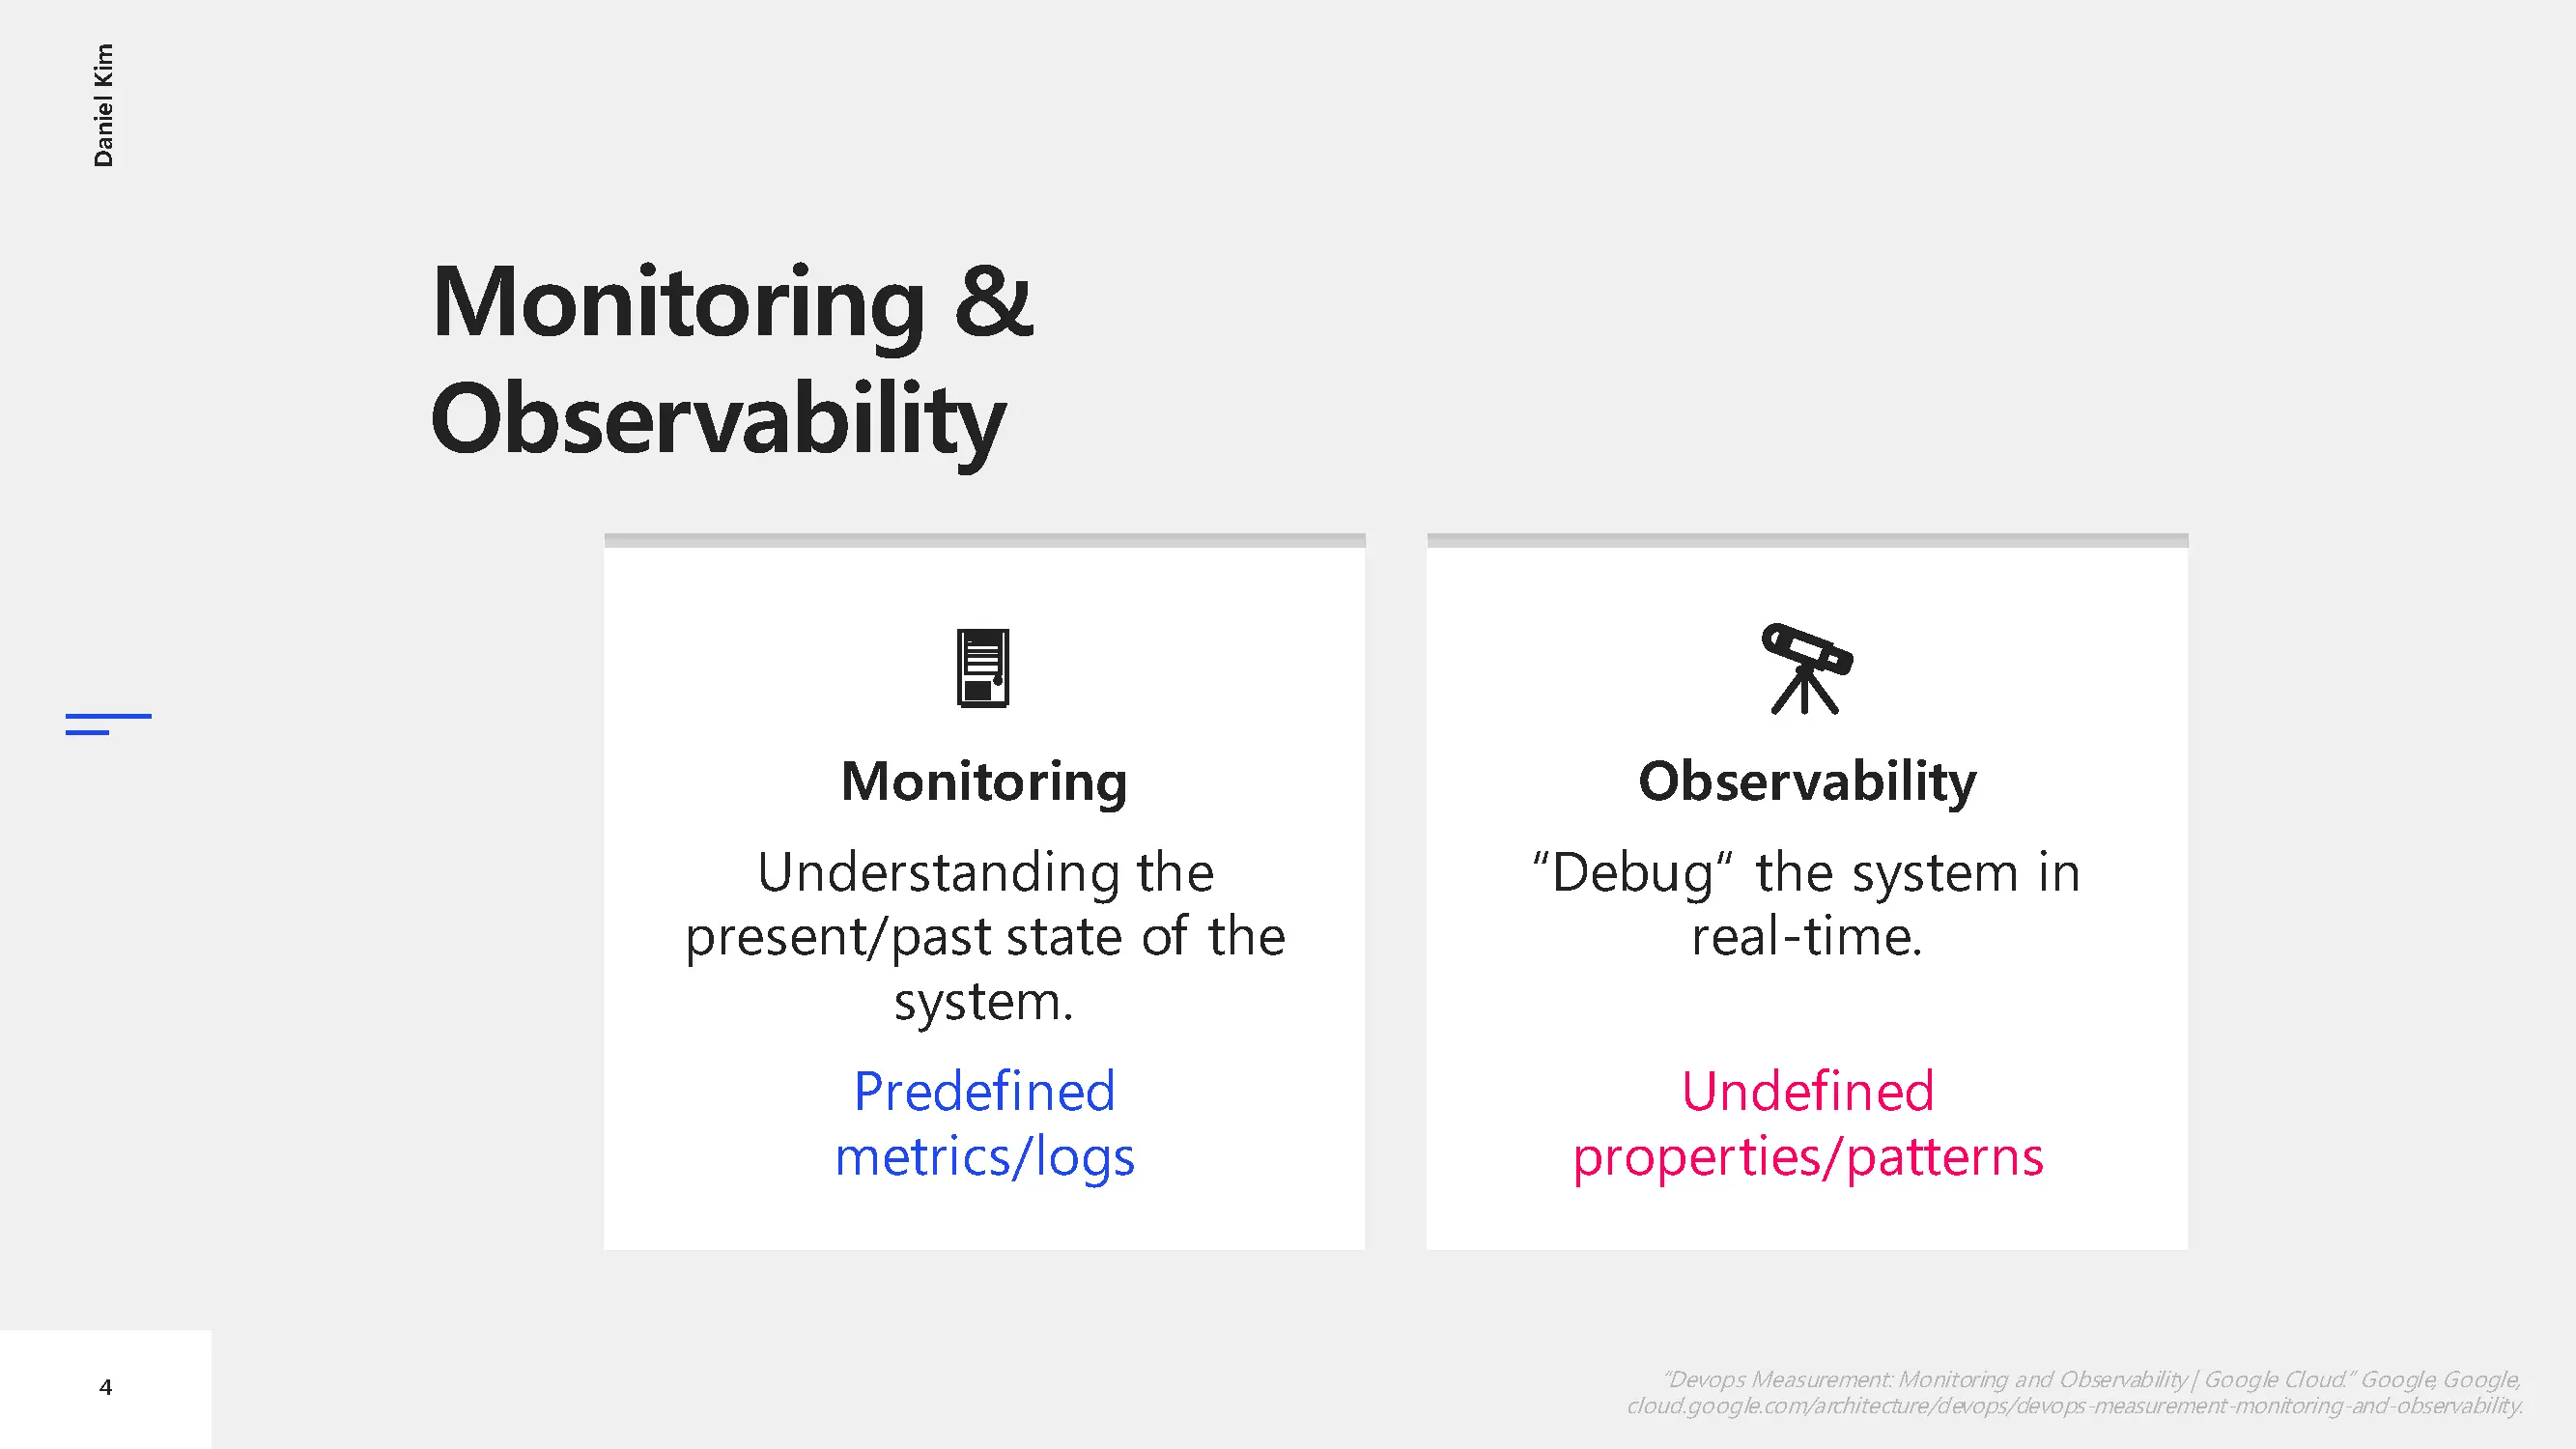 Daniel Kim
Monitoring &
Observability
Monitoring
Understanding the
present/past state of the
system.
Predefined
metrics/logs
Observability
“Debug“ the system in
real-time.
Undefined
properties/patterns
4
“Devops Measurement: Monitoring and Observability | Google Cloud.” Google, Google,
cloud.google.com/architecture/devops/devops-measurement-monitoring-and-observability.